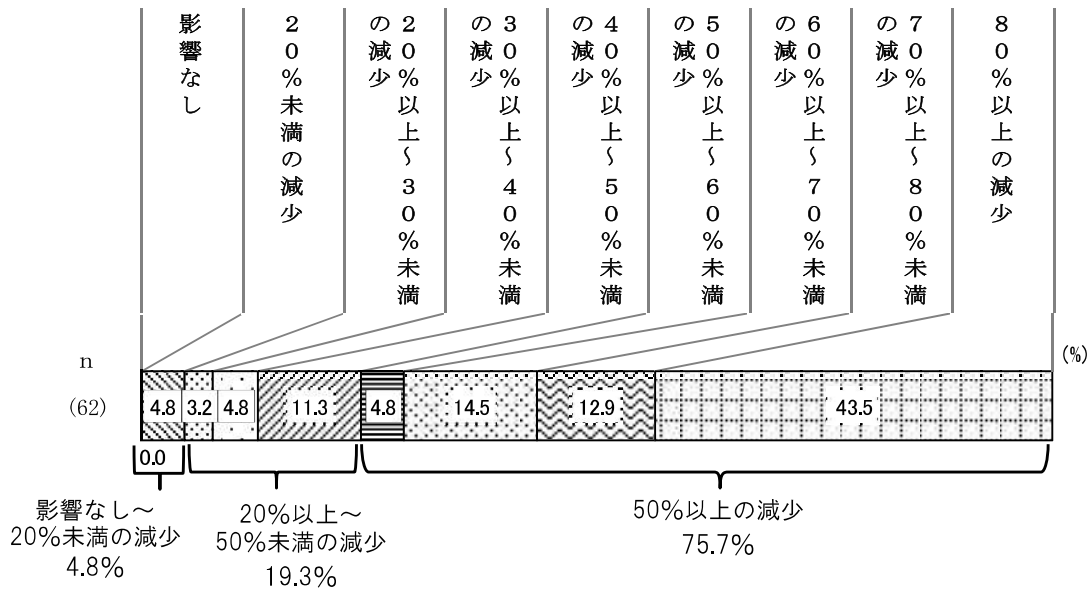 影響なし
２０％未満の減少
２０％以上～３０％未満
の減少
３０％以上～４０％未満
の減少
４０％以上～５０％未満
の減少
５０％以上～６０％未満
の減少
６０％以上～７０％未満
の減少
７０％以上～８０％未満
の減少
８０％以上の減少
n
(%)
(62)
4.8
3.2
4.8
11.3
4.8
14.5
12.9
43.5
0.0
影響なし～
20％未満の減少
4.8%
20％以上～
50％未満の減少
19.3%
50％以上の減少
75.7%